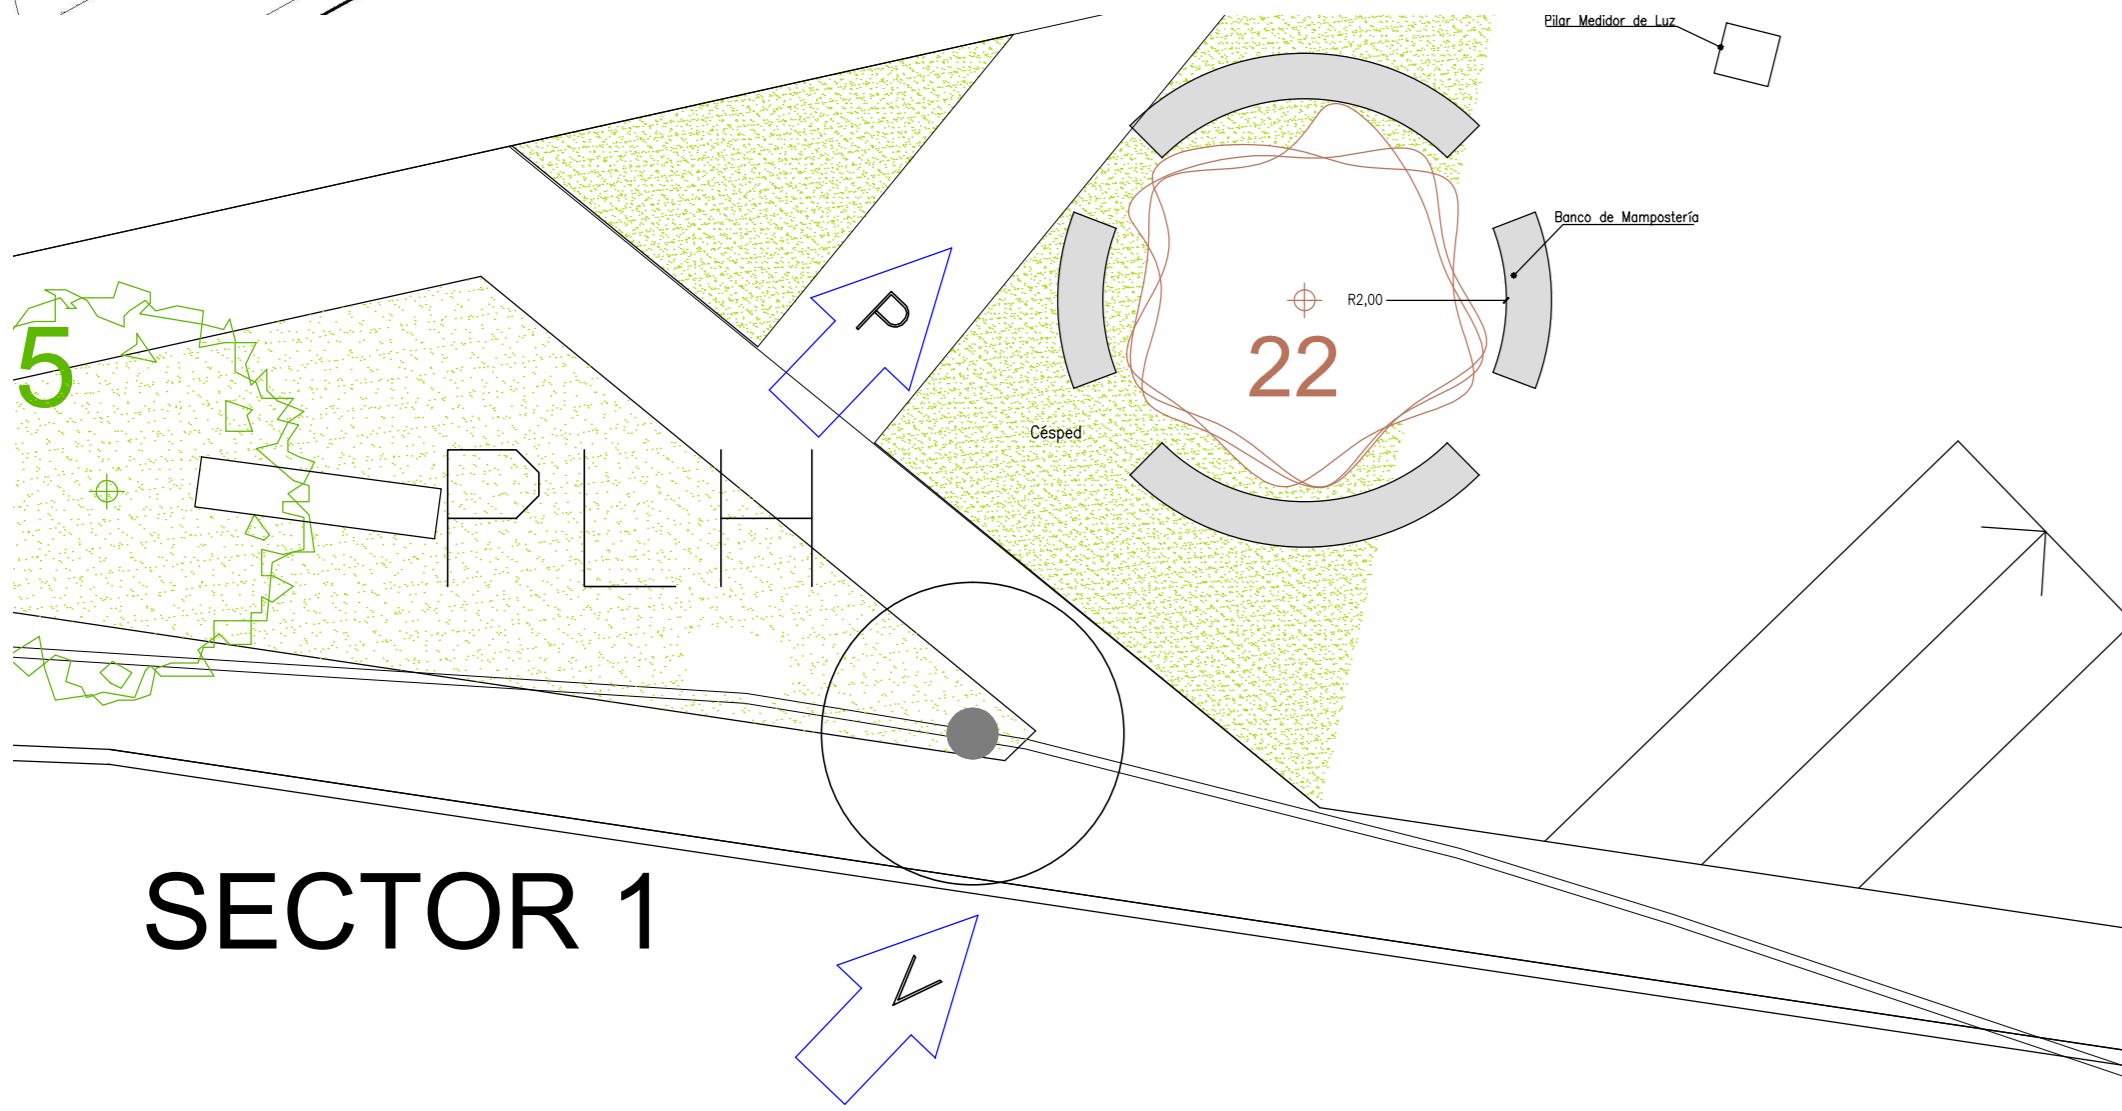 Pilar Medidor de Luz
Banco de Mampostería
P
R2,00
5
22
Césped
PLH
SECTOR 1
V